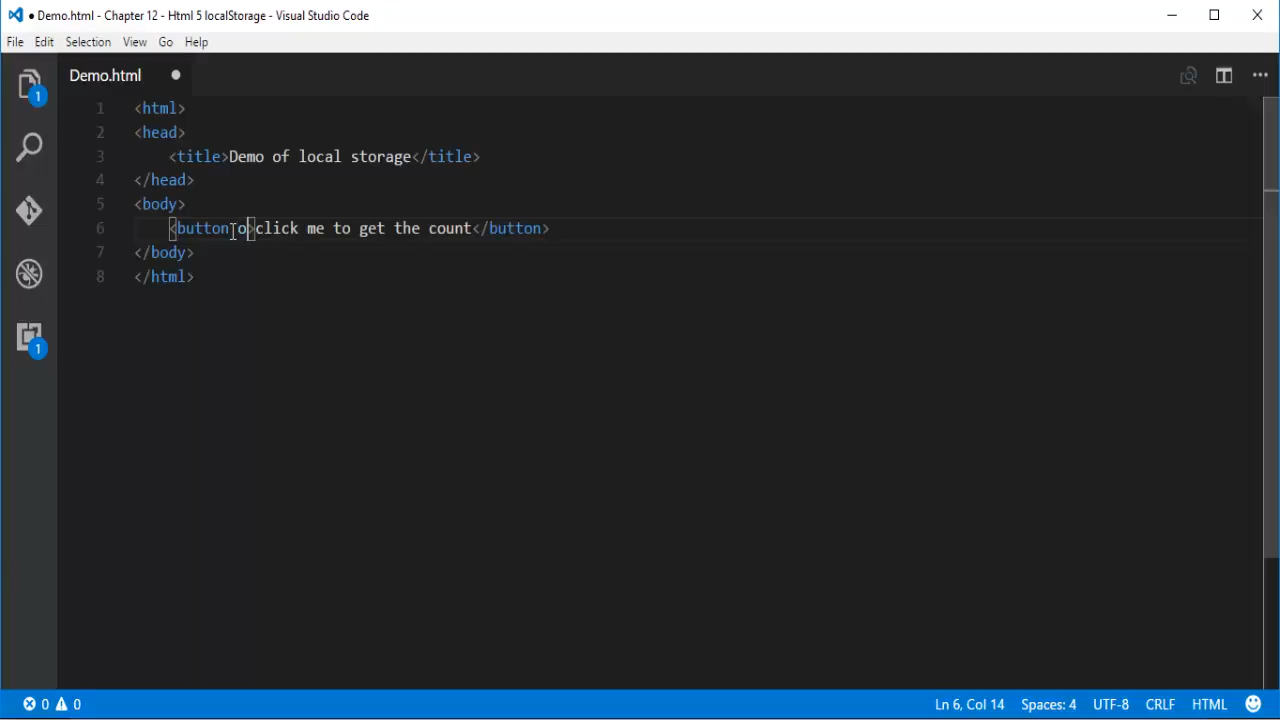 ● Demo.html - Chapter 12 - Html 5 localStorage - Visual Studio Code
File Edit Selection View Go Help
Demo.html ●
1 <html>
2 <head>
3 <title>Demo of local storage</title>
4 </head>
5 <body>
6 <button o>click me to get the count</button>
7 </body>
8 </html>
1
1
0 0 Ln 6, Col 14 Spaces: 4 UTF-8 CRLF HTML